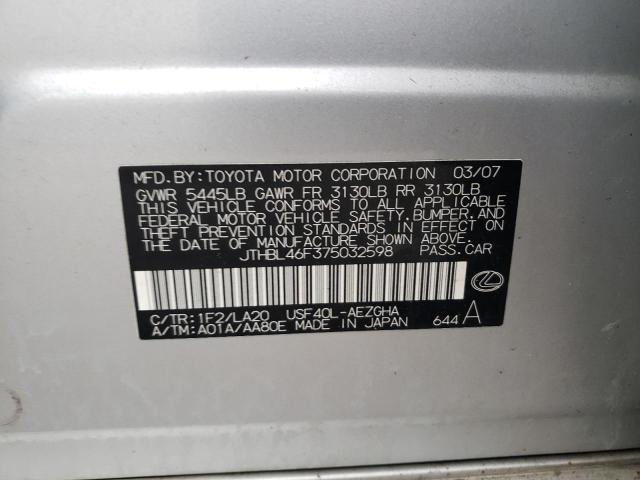 MFD.BY:TOYOTA MOTOR CORPORATION 03/07
GVWR 5445LB GAWR FR 3130LB RR 3130LB
THIS VEHICLE CONFORMS TO ALL APPLICABLE
FEDERAL MOTOR VEHICLE SAFETY,BUMPER,AND
THEFT PREVENTION STANDARDS IN EFFECT ON
THE DATE OF MANUFACTURE SHOWN ABOVE.
JTHBL46F375032598 PASS.CAR
C/TR:1F2/LA20 USF40L-AEZGHA
A/TM:A01A/AA80E MADE IN JAPAN 644 A